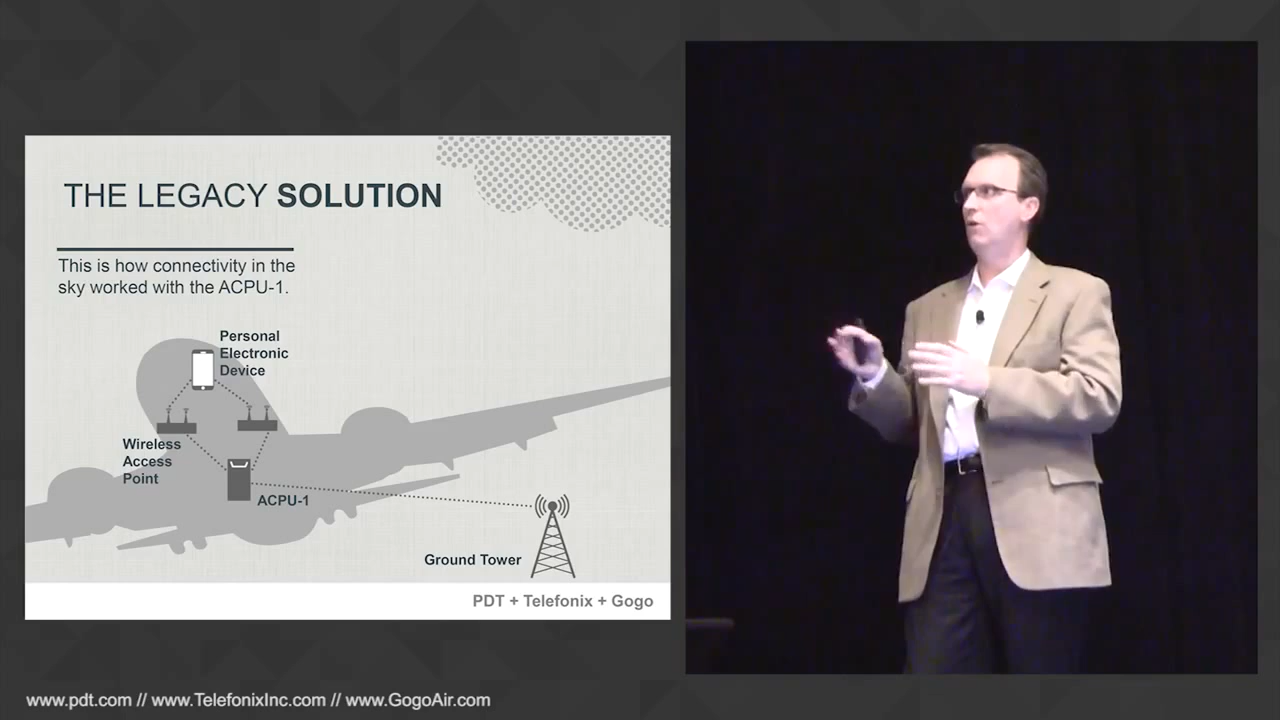 THE LEGACY SOLUTION
This is how connectivity in the
sky worked with the ACPU-1.
Personal
Electronic
Device
Wireless
Access
Point
ACPU-1
Ground Tower
PDT + Telefonix + Gogo
www.pdt.com // www.TelefonixInc.com // www.GogoAir.com